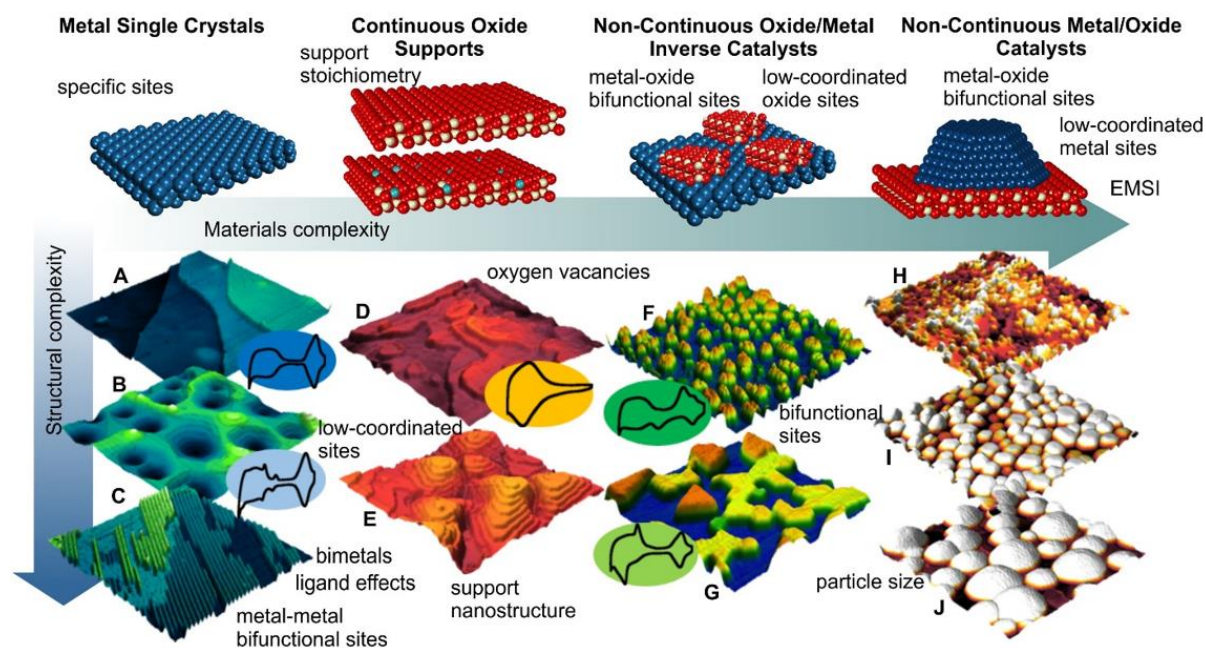 Metal Single Crystals
Continuous Oxide
Supports
Non-Continuous Oxide/Metal
Inverse Catalysts
Non-Continuous Metal/Oxide
Catalysts
specific sites
support
stoichiometry
metal-oxide
bifunctional sites
low-coordinated
oxide sites
metal-oxide
bifunctional sites
low-coordinated
metal sites
EMSI
Materials complexity
Structural complexity
A
B
low-coordinated
sites
C
bimetals
ligand effects
metal-metal
bifunctional sites
oxygen vacancies
D
E
support
nanostructure
F
bifunctional
sites
G
H
I
particle size
J